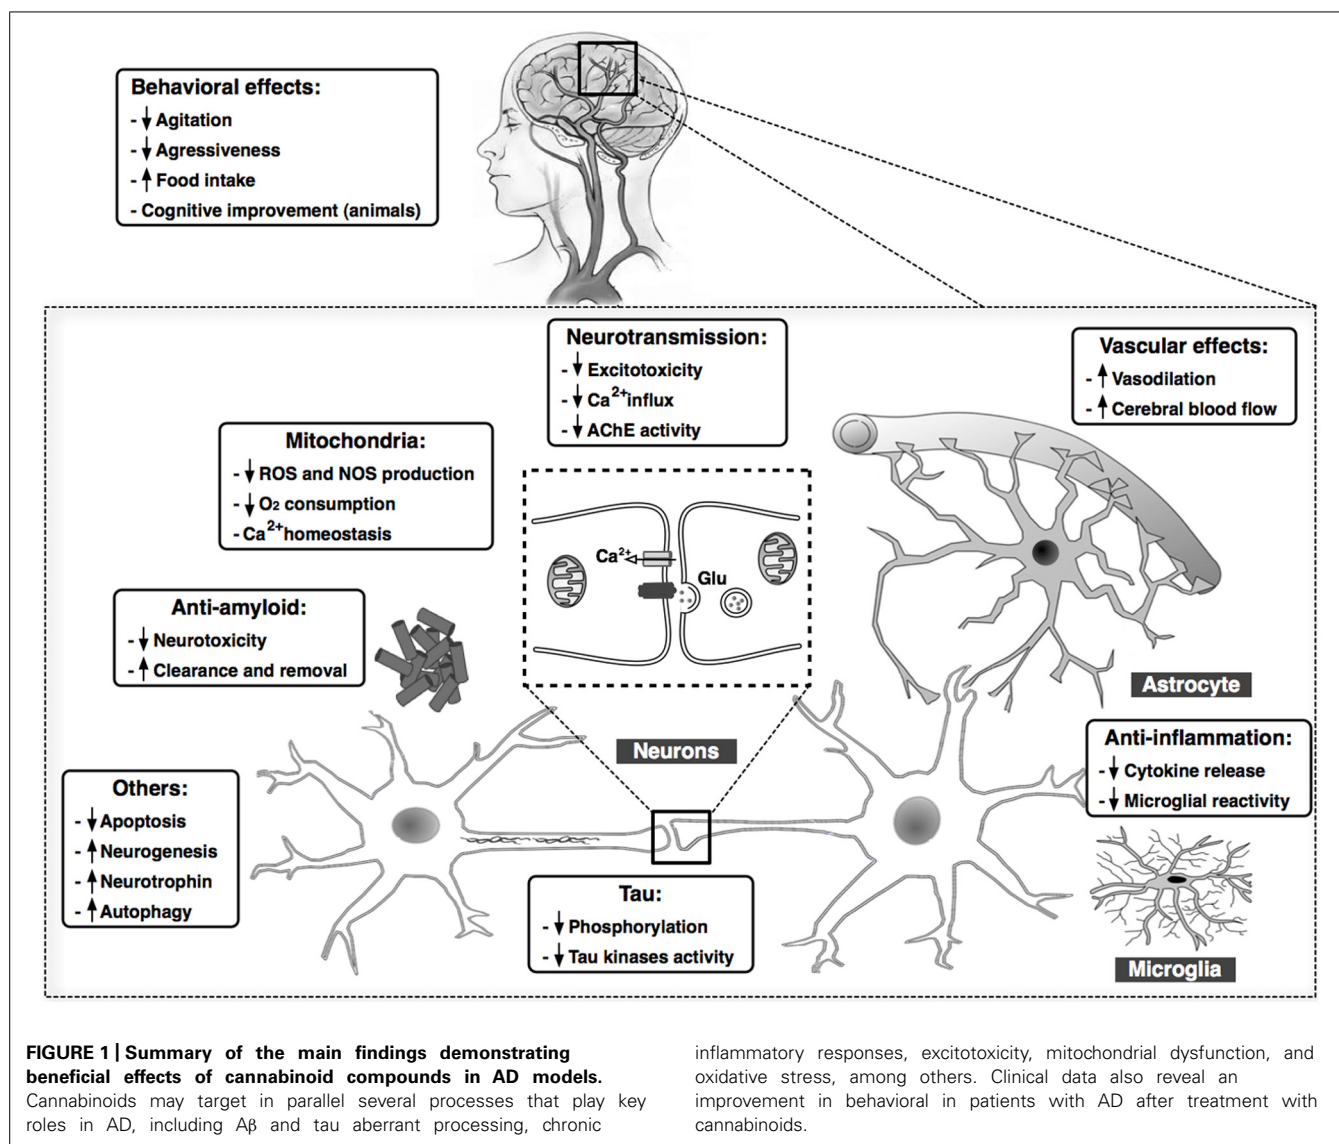 Behavioral effects:
- ↓ Agitation
- ↓ Agressiveness
- ↑ Food intake
- Cognitive improvement (animals)
Neurotransmission:
- ↓ Excitotoxicity
- ↓ Ca²⁺influx
- ↓ AChE activity
Vascular effects:
- ↑ Vasodilation
- ↑ Cerebral blood flow
Mitochondria:
- ↓ ROS and NOS production
- ↓ O₂ consumption
- Ca²⁺homeostasis
Ca²⁺
Glu
Anti-amyloid:
- ↓ Neurotoxicity
- ↑ Clearance and removal
Astrocyte
Neurons
Anti-inflammation:
- ↓ Cytokine release
- ↓ Microglial reactivity
Others:
- ↓ Apoptosis
- ↑ Neurogenesis
- ↑ Neurotrophin
- ↑ Autophagy
Tau:
- ↓ Phosphorylation
- ↓ Tau kinases activity
Microglia
FIGURE 1 | Summary of the main findings demonstrating
beneficial effects of cannabinoid compounds in AD models.
Cannabinoids may target in parallel several processes that play key
roles in AD, including Aβ and tau aberrant processing, chronic
inflammatory responses, excitotoxicity, mitochondrial dysfunction, and
oxidative stress, among others. Clinical data also reveal an
improvement in behavioral in patients with AD after treatment with
cannabinoids.